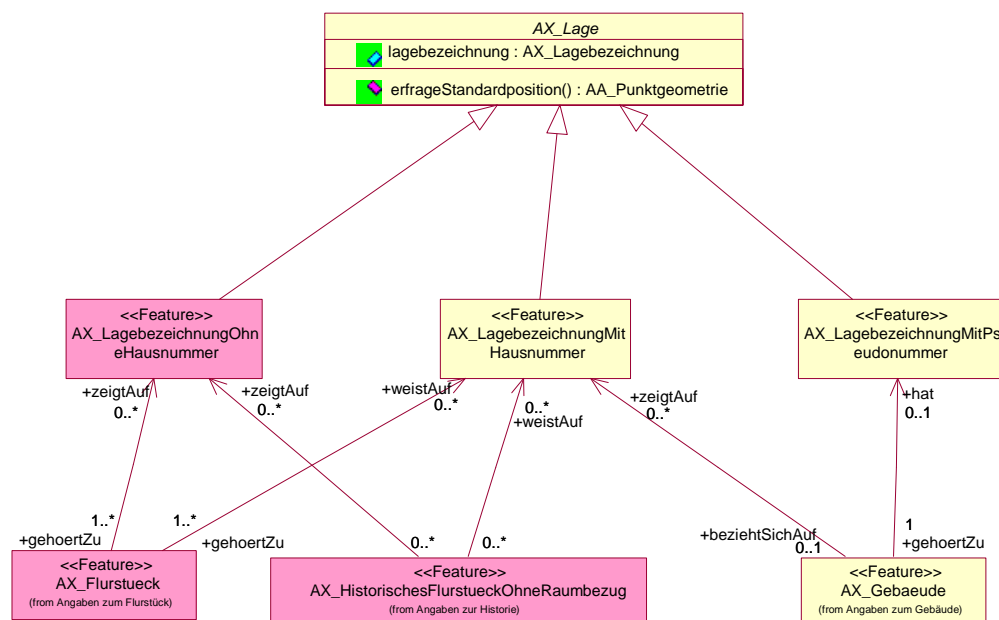 AX_Lage
lagebezeichnung : AX_Lagebezeichnung
erfrageStandardposition() : AA_Punktgeometrie
<<Feature>>
AX_LagebezeichnungOhn
eHausnummer
<<Feature>>
AX_LagebezeichnungMit
Hausnummer
<<Feature>>
AX_LagebezeichnungMitPs
eudonummer
+zeigtAuf
0..*
+zeigtAuf
0..*
+weistAuf
0..*
0..*
+weistAuf
+zeigtAuf
0..*
+hat
0..1
1..*
+gehoertZu
1..*
+gehoertZu
0..*
0..*
+beziehtSichAuf
0..1
1
+gehoertZu
<<Feature>>
AX_Flurstueck
(from Angaben zum Flurstück)
<<Feature>>
AX_HistorischesFlurstueckOhneRaumbezug
(from Angaben zur Historie)
<<Feature>>
AX_Gebaeude
(from Angaben zum Gebäude)